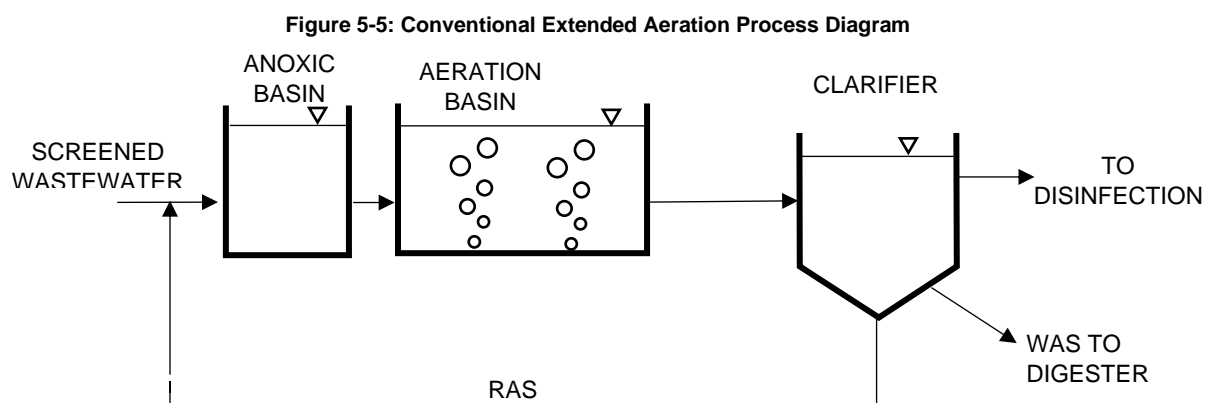 Figure 5-5: Conventional Extended Aeration Process Diagram
ANOXIC
BASIN
AERATION
BASIN
CLARIFIER
SCREENED
WASTEWATER
TO
DISINFECTION
WAS TO
DIGESTER
RAS